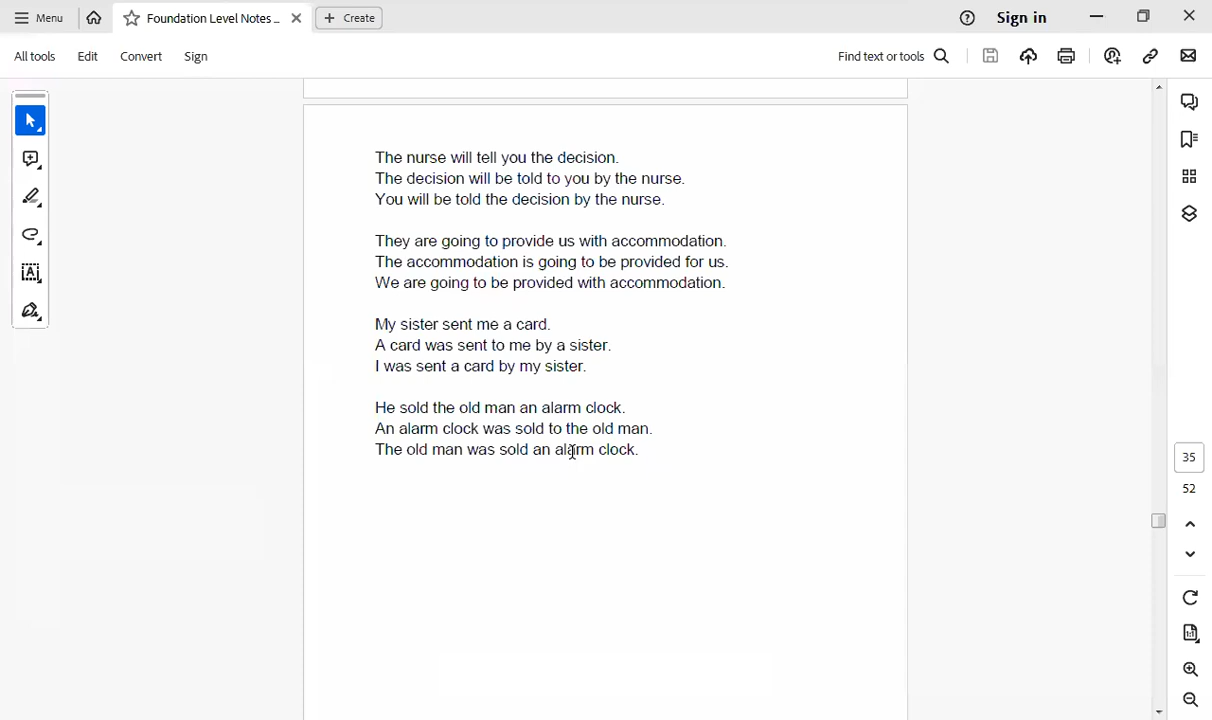 Menu
Foundation Level Notes ...
Create
Sign in
All tools
Edit
Convert
Sign
Find text or tools
The nurse will tell you the decision.
The decision will be told to you by the nurse.
You will be told the decision by the nurse.
They are going to provide us with accommodation.
The accommodation is going to be provided for us.
We are going to be provided with accommodation.
My sister sent me a card.
A card was sent to me by a sister.
I was sent a card by my sister.
He sold the old man an alarm clock.
An alarm clock was sold to the old man.
The old man was sold an alarm clock.
35
52